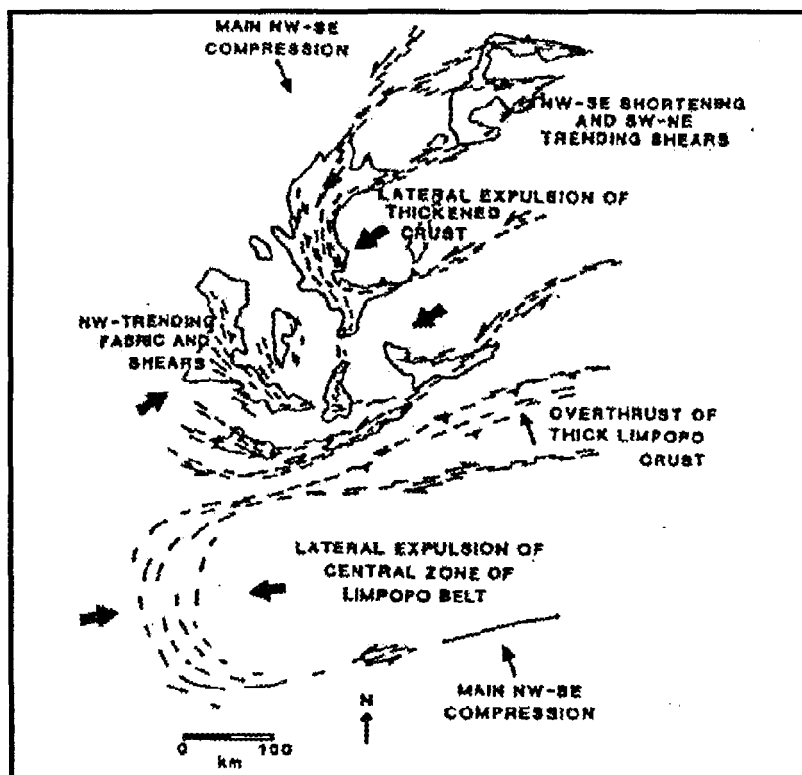 MAIN NW-SE
COMPRESSION
NW-SE SHORTENING
AND SW-NE
TRENDING SHEARS
LATERAL EXPULSION OF
THICKENED
CRUST
NW-TRENDING
FABRIC AND
SHEARS
OVERTHRUST OF
THICK LIMPOPO
CRUST
LATERAL EXPULSION OF
CENTRAL ZONE OF
LIMPOPO BELT
MAIN NW-SE
COMPRESSION
N
0 100
km